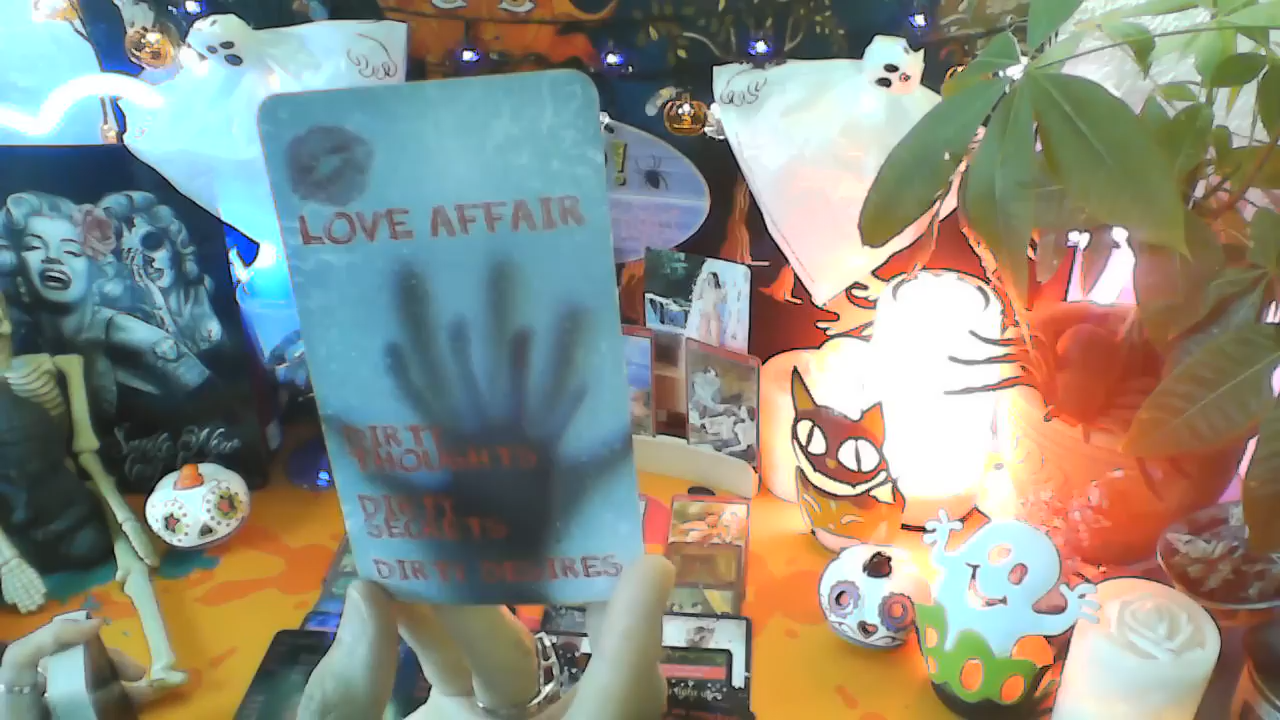 LOVE AFFAIR
DIRTY
THOUGHTS
DIRTY
SECRETS
DIRTY DESIRES
!